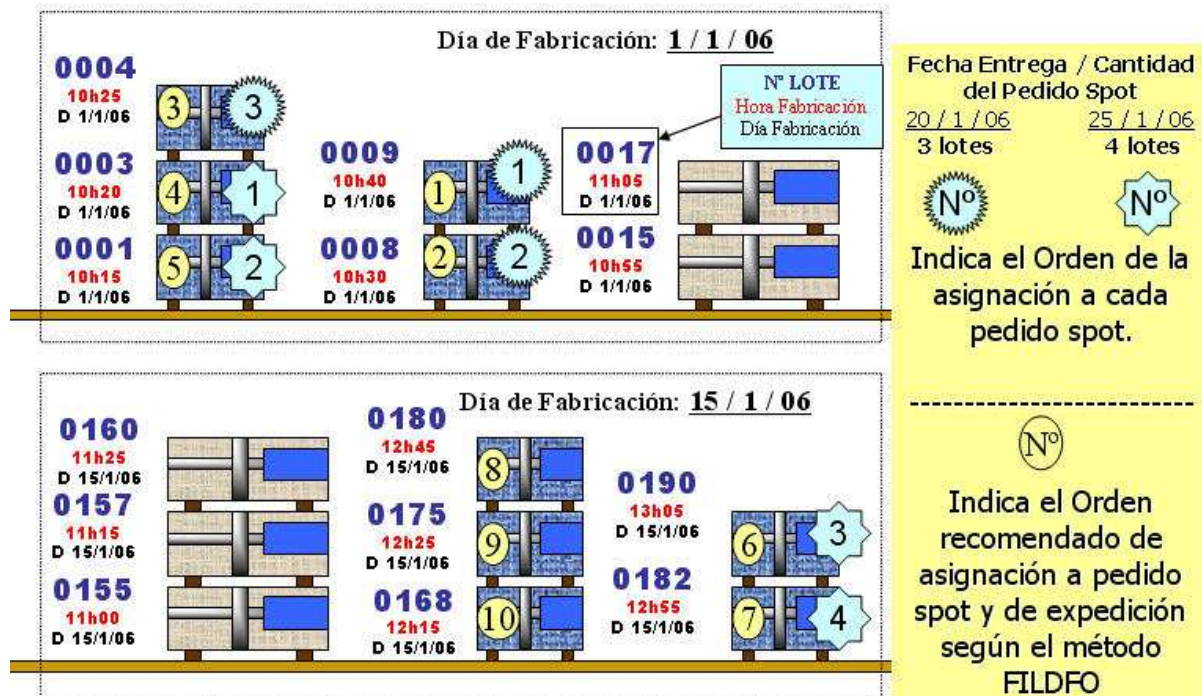 Día de Fabricación: 1 / 1 / 06
0004
10h25
D 1/1/06
3
3
0003
10h20
D 1/1/06
4
1
0001
10h15
D 1/1/06
5
2
0009
10h40
D 1/1/06
1
1
0008
10h30
D 1/1/06
2
2
Nº LOTE
Hora Fabricación
Día Fabricación
0017
11h05
D 1/1/06
0015
10h55
D 1/1/06
Fecha Entrega / Cantidad
del Pedido Spot
20 / 1 / 06 25 / 1 / 06
3 lotes 4 lotes
Nº Nº
Indica el Orden de la
asignación a cada
pedido spot.
Día de Fabricación: 15 / 1 / 06
0160
11h25
D 15/1/06
0157
11h15
D 15/1/06
0155
11h00
D 15/1/06
0180
12h45
D 15/1/06
8
0175
12h25
D 15/1/06
9
0168
12h15
D 15/1/06
10
0190
13h05
D 15/1/06
6
3
0182
12h55
D 15/1/06
7
4
Nº
Indica el Orden
recomendado de
asignación a pedido
spot y de expedición
según el método
FILDFO